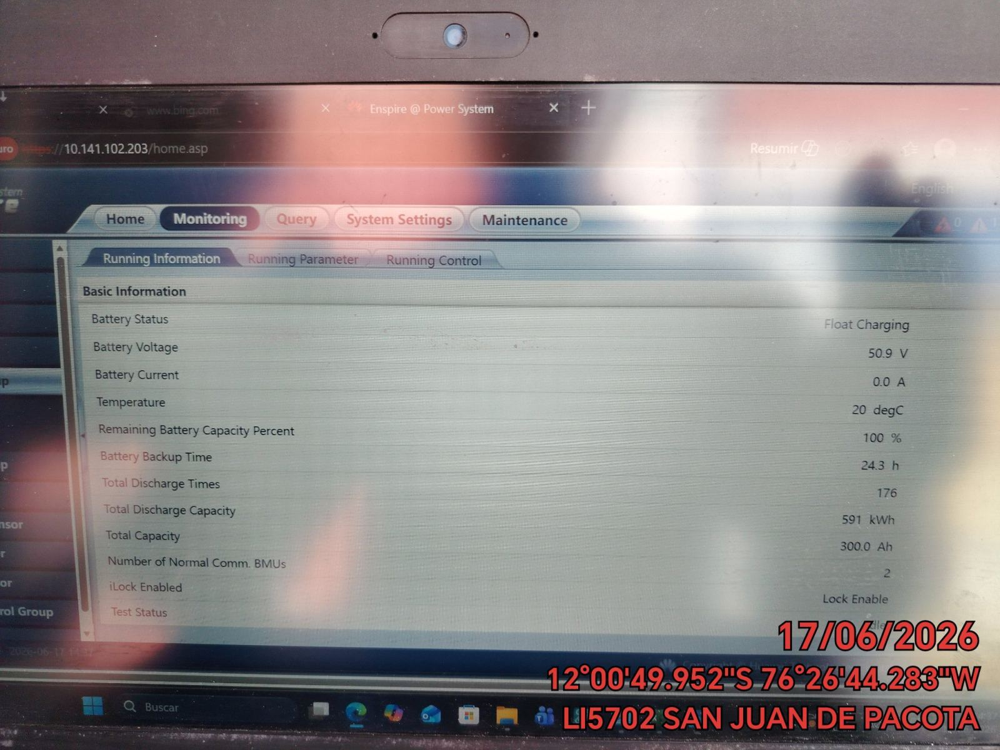 www.bing.com
Enspire @ Power System
https://10.141.102.203/home.asp
Resumir
English
Home
Monitoring
Query
System Settings
Maintenance
0
Running Information
Running Parameter
Running Control
Basic Information
Battery Status Float Charging
Battery Voltage 50.9 V
Battery Current 0.0 A
Temperature 20 degC
Remaining Battery Capacity Percent 100 %
Battery Backup Time 24.3 h
Total Discharge Times 176
Total Discharge Capacity 591 kWh
Total Capacity 300.0 Ah
Number of Normal Comm. BMUs 2
iLock Enabled Lock Enable
Test Status
rol Group
17/06/2026
12°00'49.952"S 76°26'44.283"W
LI5702 SAN JUAN DE PACOTA
Buscar